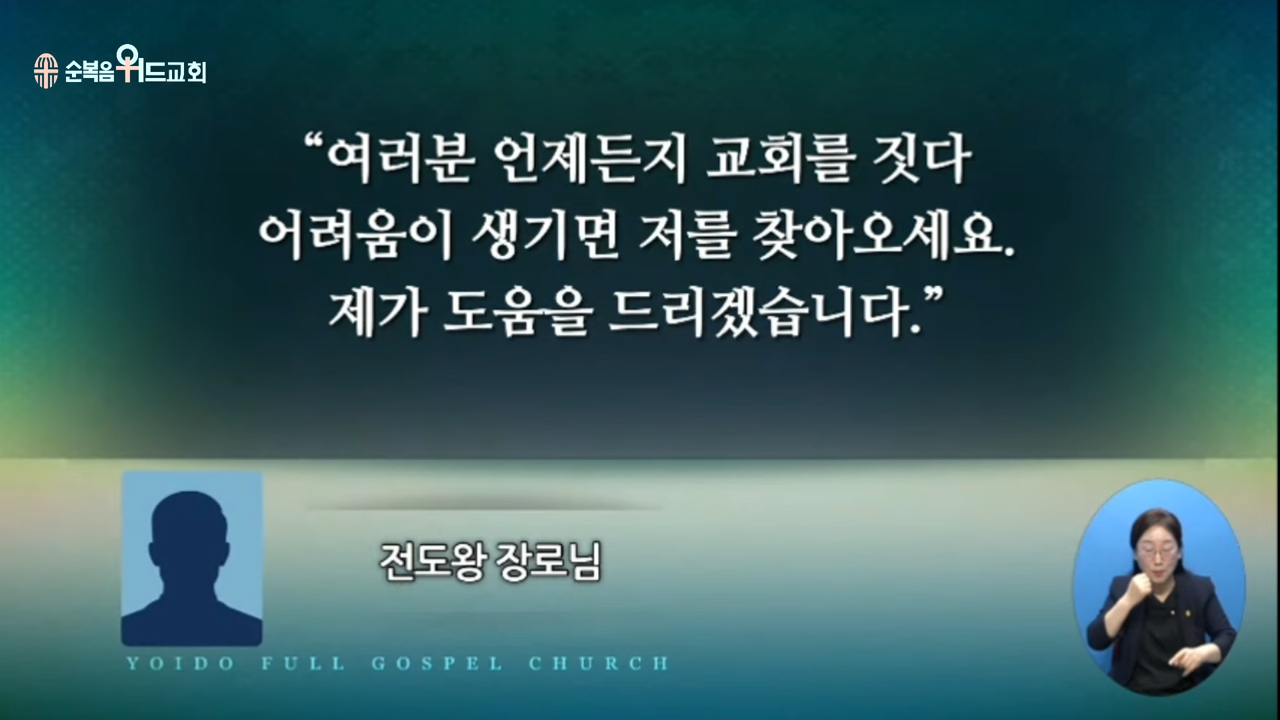 순복음위드교회
“여러분 언제든지 교회를 짓다
어려움이 생기면 저를 찾아오세요.
제가 도움을 드리겠습니다.”
전도왕 장로님
YOIDO FULL GOSPEL CHURCH